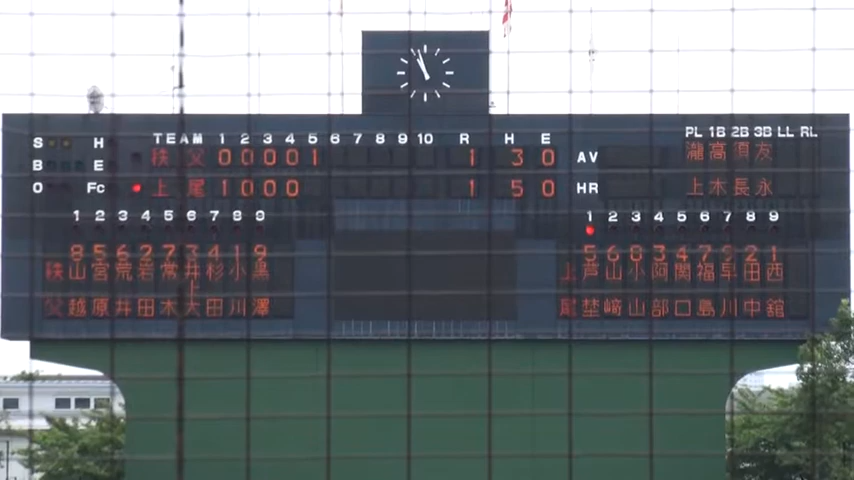 TEAM 1 2 3 4 5 6 7 8 9 10 R H E
PL 1B 2B 3B LL RL
S H
秩父 0 0 0 0 1 1 3 0
B E
AV
瀧高須友
O Fc
上尾 1 0 0 0 1 5 0
HR
上木長永
1 2 3 4 5 6 7 8 9
1 2 3 4 5 6 7 8 9
8 5 6 2 7 3 4 1 9
5 6 8 3 4 7 9 2 1
秩 山越 宮原 荒井 若田 常木 井上大 杉田 小川 黒澤
父
上 芦埜 山﨑 小山 阿部 関口 福島 早川 田中 西舘
尾